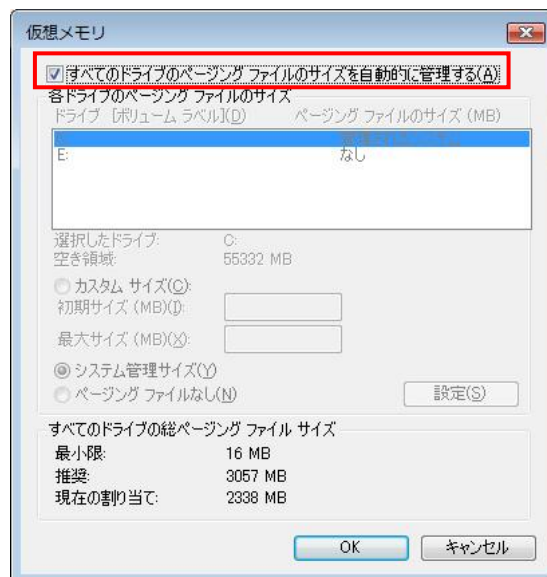 仮想メモリ
すべてのドライブのページング ファイルのサイズを自動的に管理する(A)
各ドライブのページング ファイルのサイズ
ドライブ [ボリューム ラベル](D) ページング ファイルのサイズ (MB)
E: なし
選択したドライブ: C:
空き領域: 55332 MB
カスタム サイズ(C):
初期サイズ (MB)(I):
最大サイズ (MB)(X):
システム管理サイズ(Y)
ページング ファイルなし(N) 設定(S)
すべてのドライブの総ページング ファイル サイズ
最小限: 16 MB
推奨: 3057 MB
現在の割り当て: 2338 MB
OK キャンセル